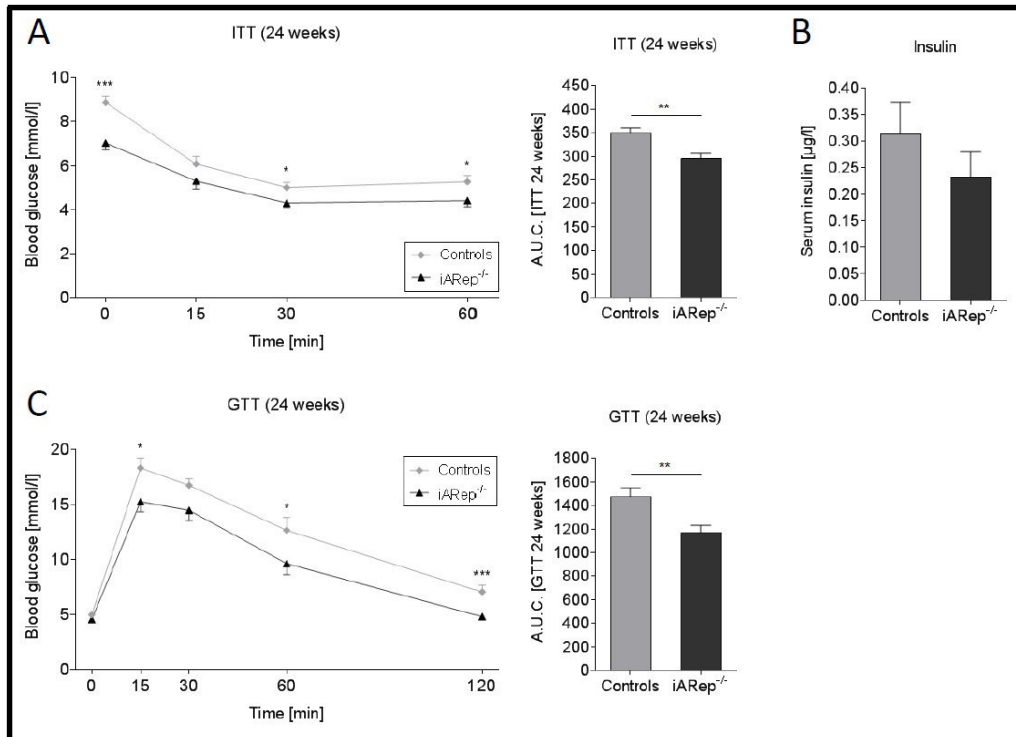 A
ITT (24 weeks)
Blood glucose [mmol/l]
10
8
6
4
2
0
***
*
*
Controls
iARep-/-
0 15 30 60
Time [min]
ITT (24 weeks)
A.U.C. [ITT 24 weeks]
450
400
350
300
250
200
150
100
50
0
**
Controls iARep-/-
B
Insulin
Serum insulin [µg/l]
0.40
0.35
0.30
0.25
0.20
0.15
0.10
0.05
0.00
Controls iARep-/-
C
GTT (24 weeks)
Blood glucose [mmol/l]
20
15
10
5
0
*
*
***
Controls
iARep-/-
0 15 30 60 120
Time [min]
GTT (24 weeks)
A.U.C. [GTT 24 weeks]
1800
1600
1400
1200
1000
800
600
400
200
0
**
Controls iARep-/-